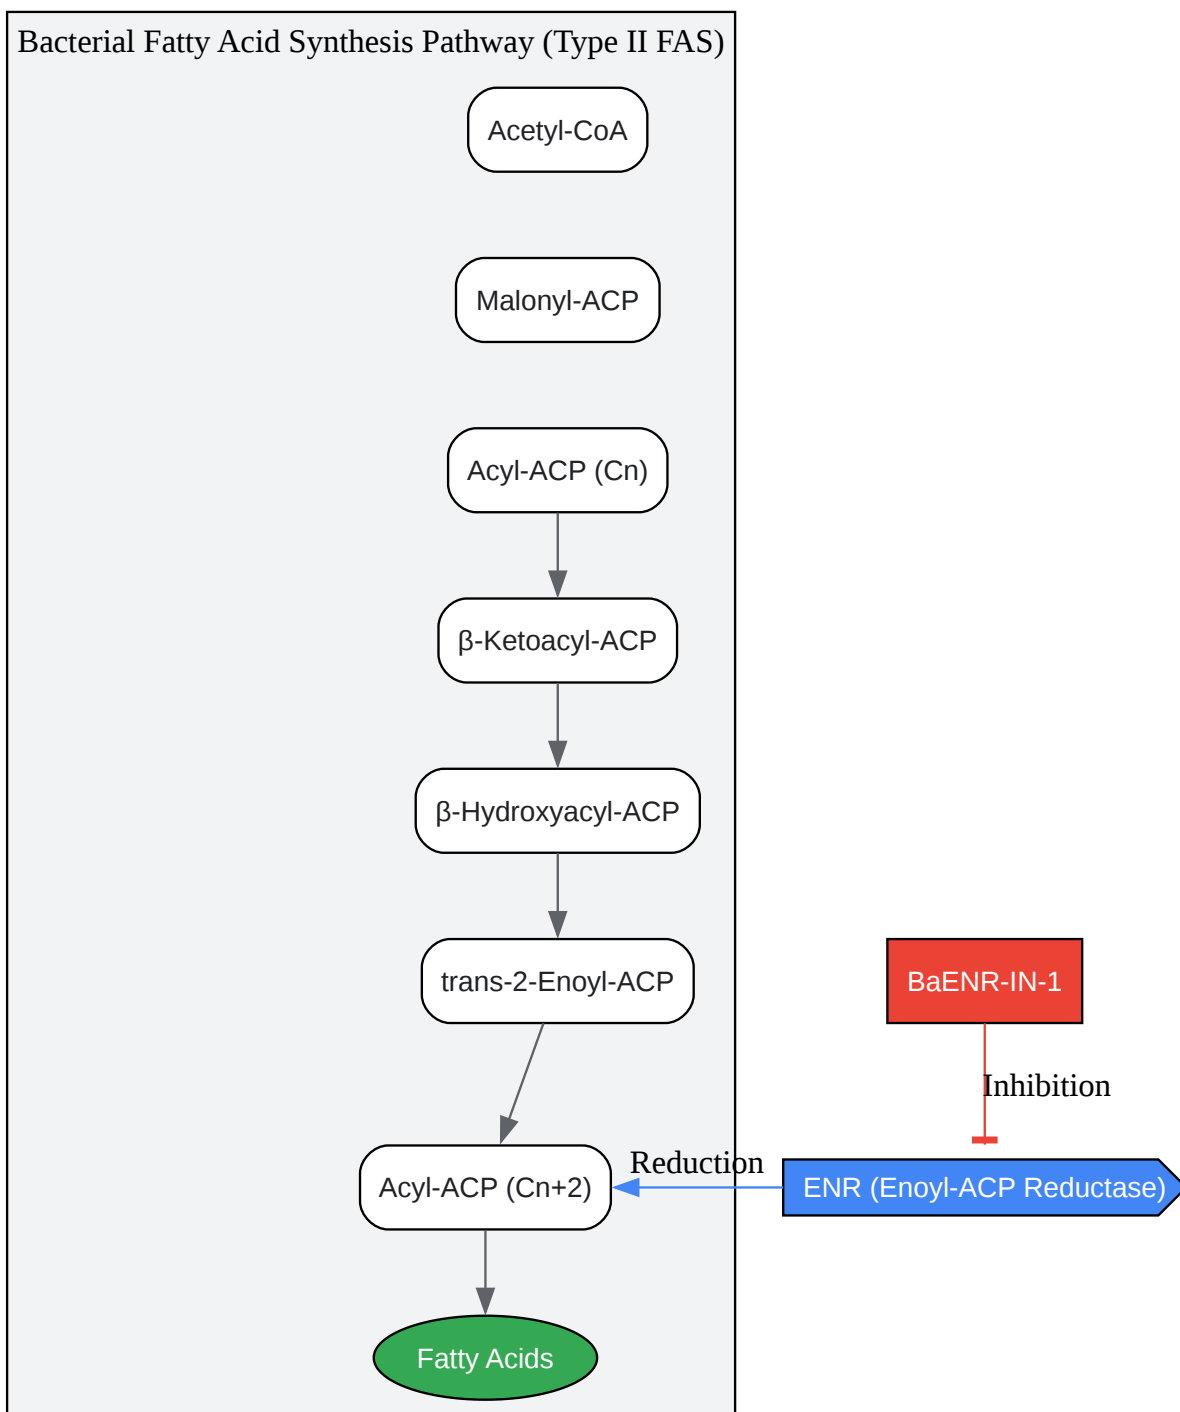 Bacterial Fatty Acid Synthesis Pathway (Type II FAS)
Acetyl-CoA
Malonyl-ACP
Acyl-ACP (Cn)
β-Ketoacyl-ACP
β-Hydroxyacyl-ACP
trans-2-Enoyl-ACP
BaENR-IN-1
Inhibition
Reduction
Acyl-ACP (Cn+2)
ENR (Enoyl-ACP Reductase)
Fatty Acids